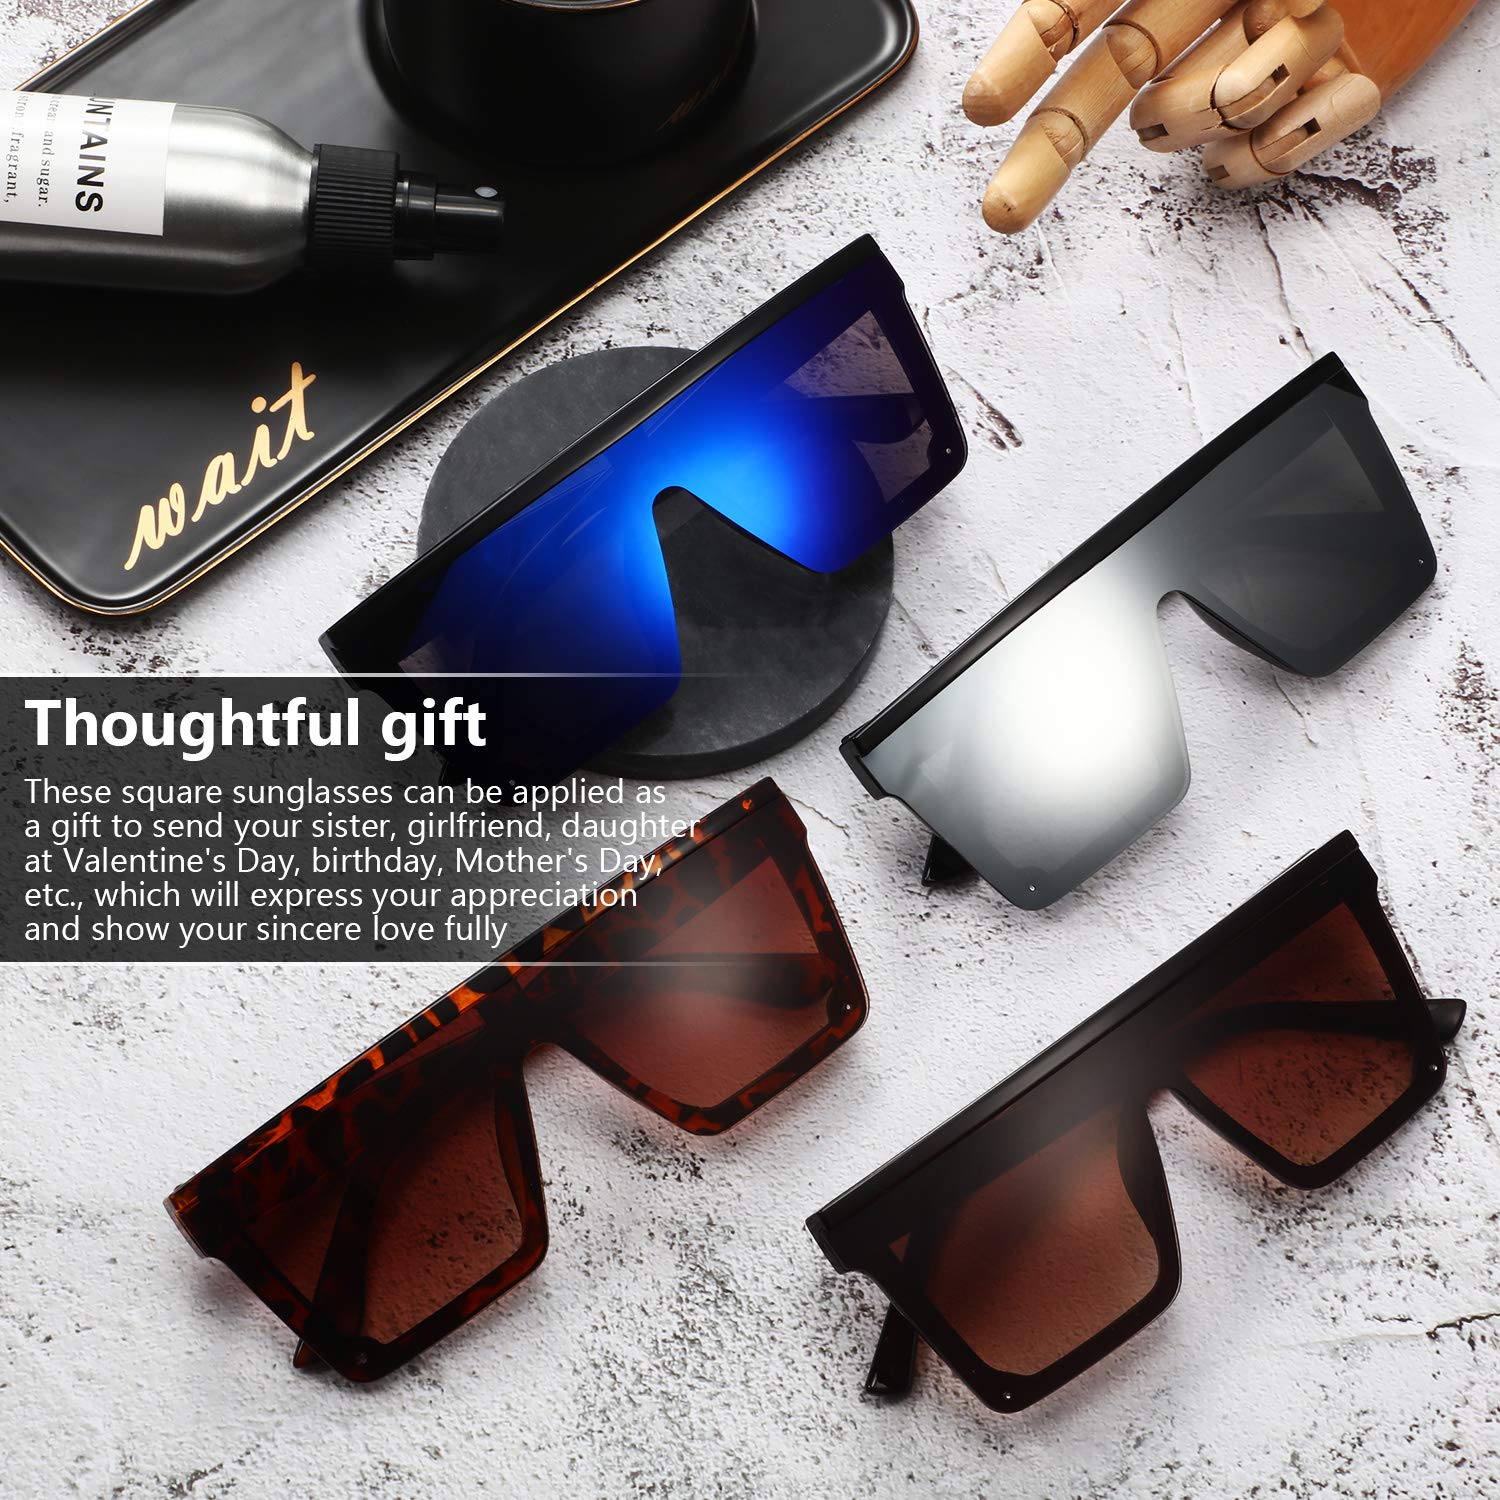 UNTAINS
and sugar.
fragrant,
wait
Thoughtful gift
These square sunglasses can be applied as
a gift to send your sister, girlfriend, daughter
at Valentine's Day, birthday, Mother's Day,
etc., which will express your appreciation
and show your sincere love fully